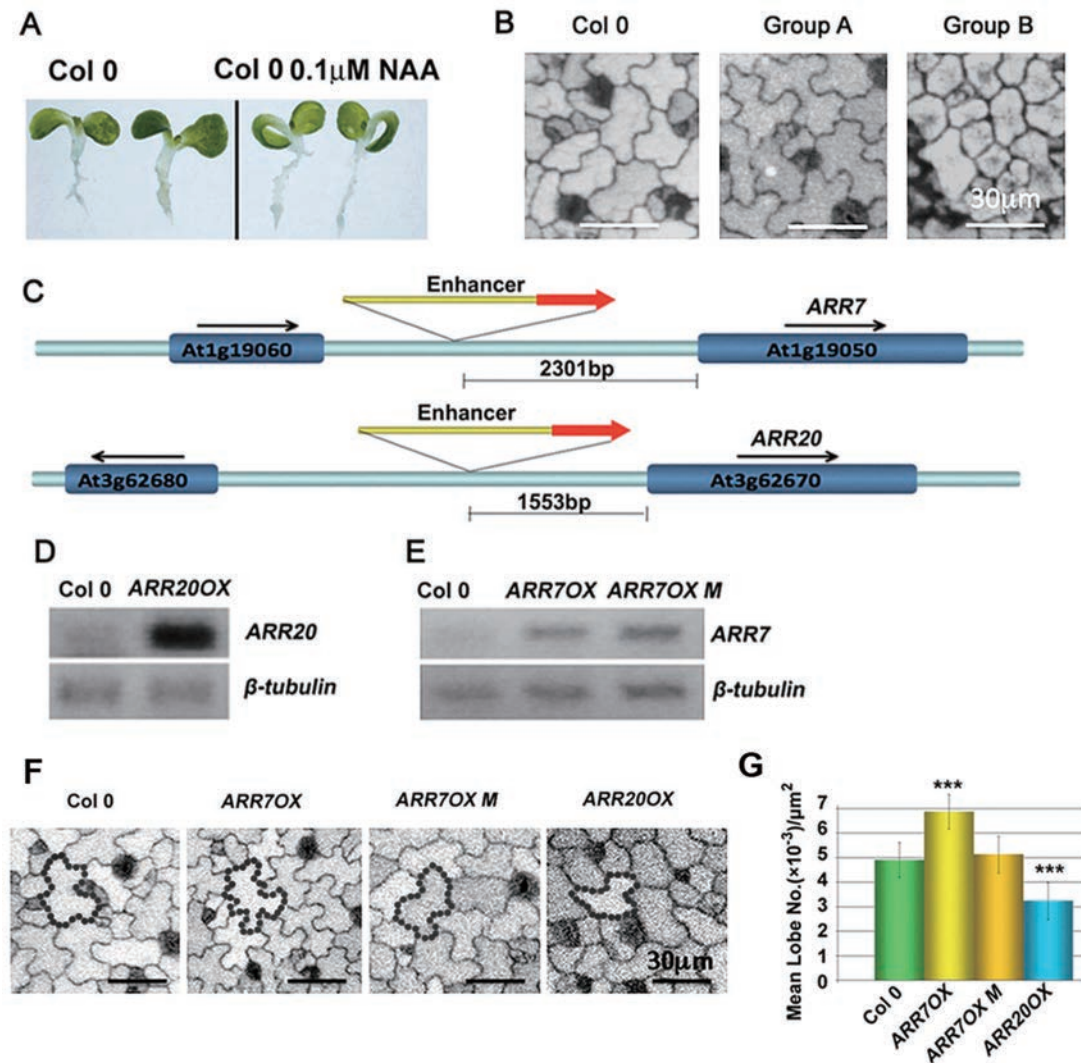 A
Col 0
Col 0 0.1μM NAA
B
Col 0
Group A
Group B
30μm
C
Enhancer
ARR7
At1g19060
At1g19050
2301bp
Enhancer
ARR20
At3g62680
At3g62670
1553bp
D
Col 0
ARR20OX
ARR20
β-tubulin
E
Col 0
ARR7OX
ARR7OX M
ARR7
β-tubulin
F
Col 0
ARR7OX
ARR7OX M
ARR20OX
30μm
G
Mean Lobe No.(×10⁻³)/μm²
7
6
5
4
3
2
1
0
***
***
Col 0
ARR7OX
ARR7OX M
ARR20OX